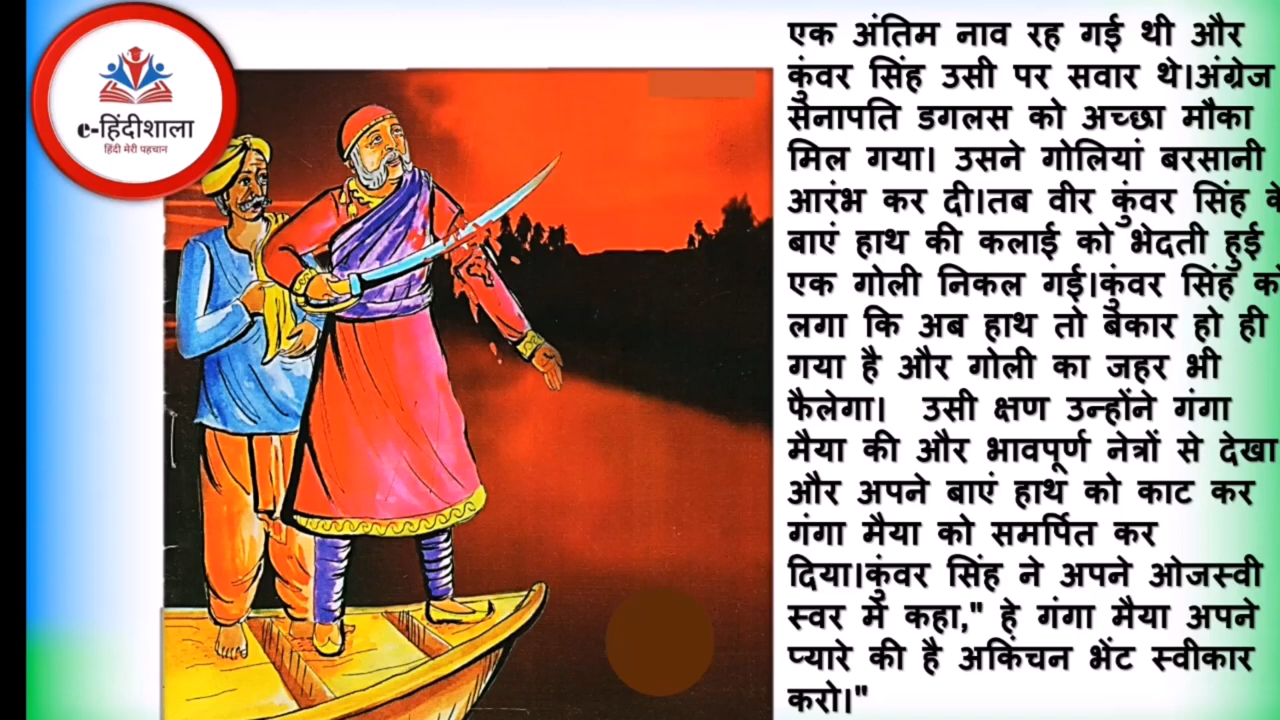 e-हिंदीशाला
हिंदी मेरी पहचान
एक अंतिम नाव रह गई थी और
कुंवर सिंह उसी पर सवार थे।अंग्रेज
सेनापति डगलस को अच्छा मौका
मिल गया। उसने गोलियां बरसानी
आरंभ कर दी।तब वीर कुंवर सिंह के
बाएं हाथ की कलाई को भेदती हुई
एक गोली निकल गई।कुंवर सिंह को
लगा कि अब हाथ तो बेकार हो ही
गया है और गोली का जहर भी
फैलेगा। उसी क्षण उन्होंने गंगा
मैया की और भावपूर्ण नेत्रों से देखा
और अपने बाएं हाथ को काट कर
गंगा मैया को समर्पित कर
दिया।कुंवर सिंह ने अपने ओजस्वी
स्वर में कहा," हे गंगा मैया अपने
प्यारे की है अकिंचन भेंट स्वीकार
करो।"